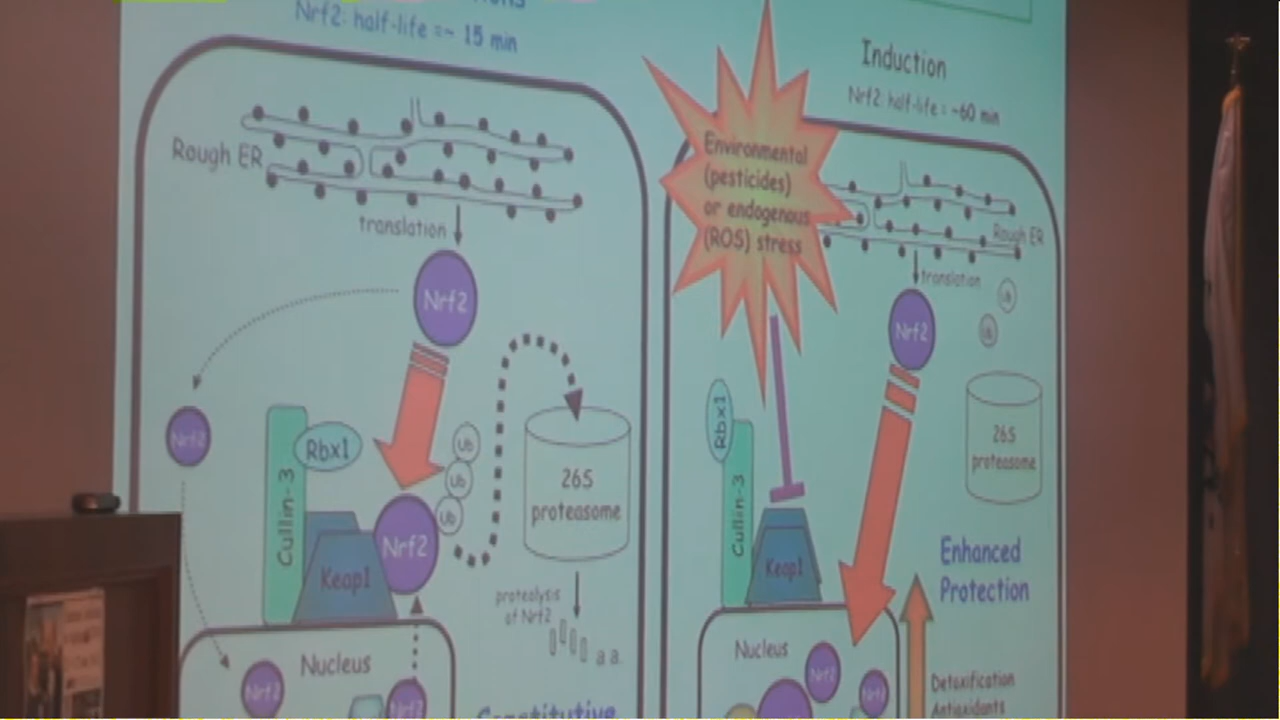 Nrf2: half-life =~ 15 min
Rough ER
translation
Nrf2
Nrf2
Cullin-3
Rbx1
Ub
Ub
Ub
Nrf2
Keap1
26S
proteasome
proteolysis
of Nrf2
a.a.
Nucleus
Nrf2
Nrf2
Constitutive
Induction
Nrf2: half-life = ~60 min
Environmental
(pesticides)
or endogenous
(ROS) stress
Rough ER
translation
Ub
Ub
Nrf2
Rbx1
Cullin-3
Keap1
26S
proteasome
Enhanced
Protection
Nucleus
Nrf2
Nrf2
Detoxification
Antioxidants